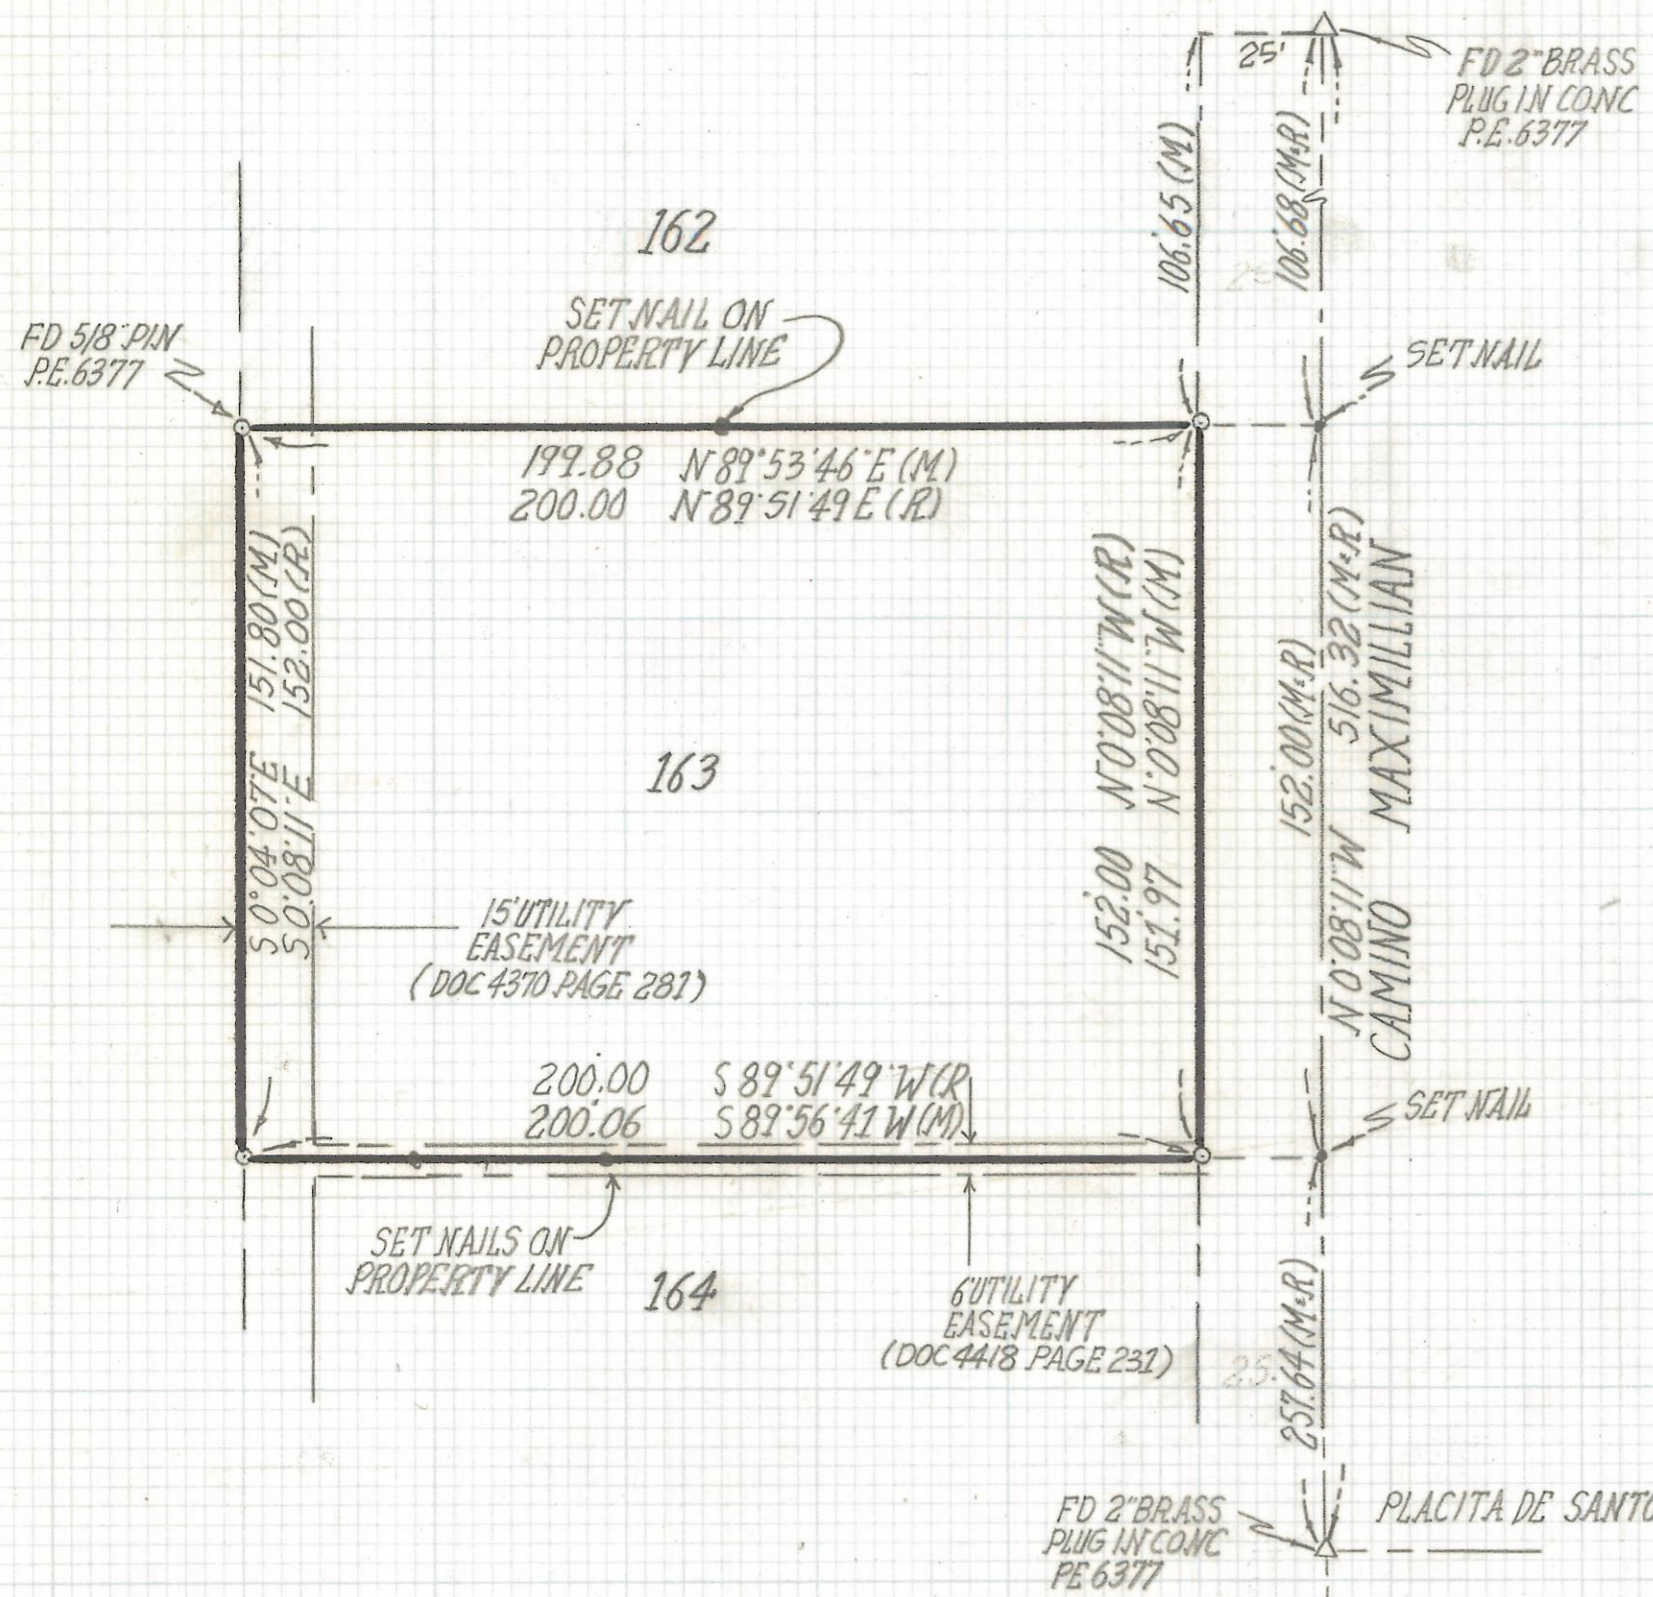 25'
FD 2" BRASS
PLUG IN CONC
P.E. 6377
106.65 (M)
106.68 (M&R)
162
SET NAIL ON
PROPERTY LINE
FD 5/8" PIN
P.E. 6377
SET NAIL
199.88 N 89°53'46" E (M)
200.00 N 89°51'49 E (R)
S 0°04'07 E 151.80 (M)
S 0°08'11" E 152.00 (R)
163
152.00 N 0°08'11" W (R)
151.97 N 0°08'11" W (M)
152.00 (M&R)
N 0°08'11" W 516.32 (M&R)
CAMINO MAXIMILLIAN
15' UTILITY
EASEMENT
(DOC 4370 PAGE 281)
200.00 S 89°51'49" W (R
200.06 S 89°56'41 W (M)
SET NAIL
SET NAILS ON
PROPERTY LINE
164
6' UTILITY
EASEMENT
(DOC 4418 PAGE 231)
257.64 (M&R)
FD 2" BRASS
PLUG IN CONC
PE 6377
PLACITA DE SANTO